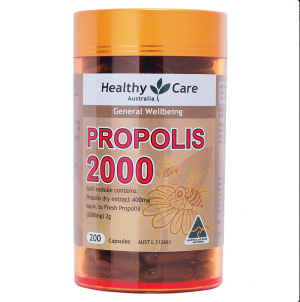 Healthy Care
Australia
General Wellbeing
PROPOLIS
2000
Each capsule contains:
Propolis dry extract 400mg
equiv. to Fresh Propolis
(2000mg) 2g
200 Capsules
AUST L 212661